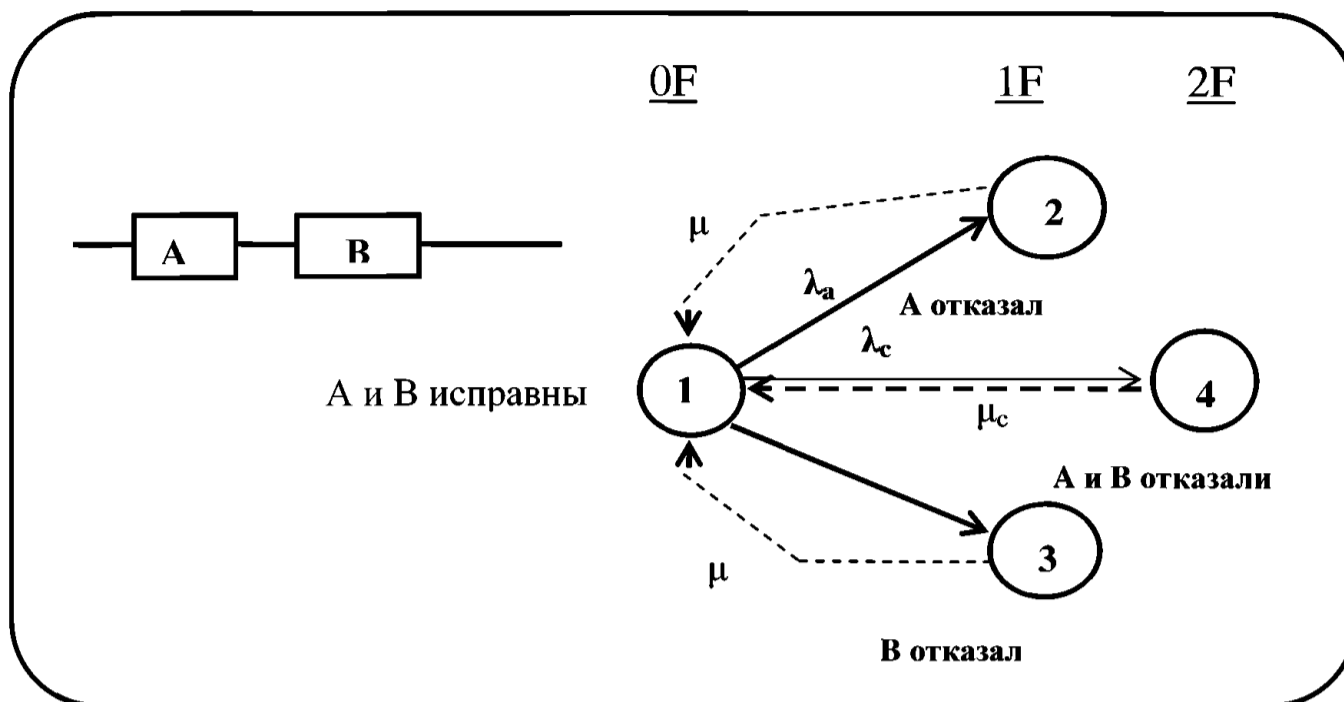 0F 1F 2F
A B
2
μ
λa
A отказал
λc
А и В исправны
1
4
μc
А и В отказали
3
μ
В отказал